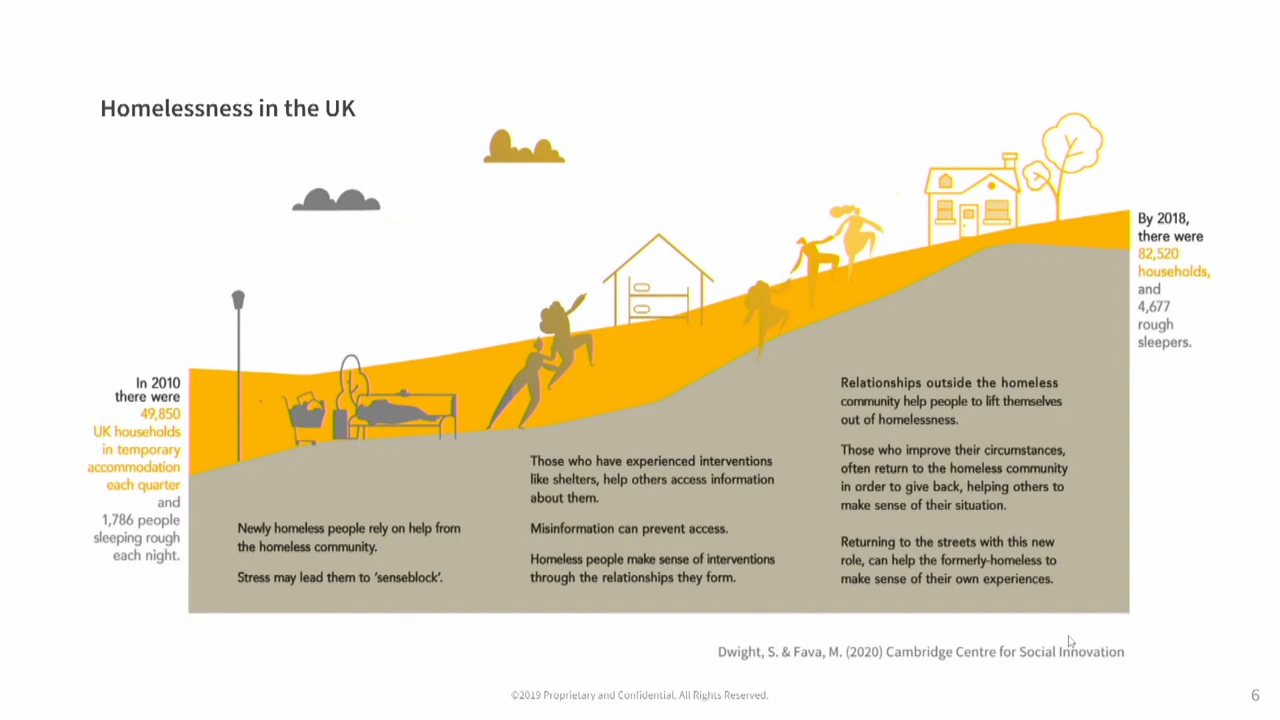 Homelessness in the UK
In 2010
there were
49,850
UK households
in temporary
accommodation
each quarter
and
1,786 people
sleeping rough
each night.
Newly homeless people rely on help from
the homeless community.
Stress may lead them to 'senseblock'.
Those who have experienced interventions
like shelters, help others access information
about them.
Misinformation can prevent access.
Homeless people make sense of interventions
through the relationships they form.
Relationships outside the homeless
community help people to lift themselves
out of homelessness.
Those who improve their circumstances,
often return to the homeless community
in order to give back, helping others to
make sense of their situation.
Returning to the streets with this new
role, can help the formerly-homeless to
make sense of their own experiences.
By 2018,
there were
82,520
households,
and
4,677
rough
sleepers.
Dwight, S. & Fava, M. (2020) Cambridge Centre for Social Innovation
©2019 Proprietary and Confidential. All Rights Reserved.
6